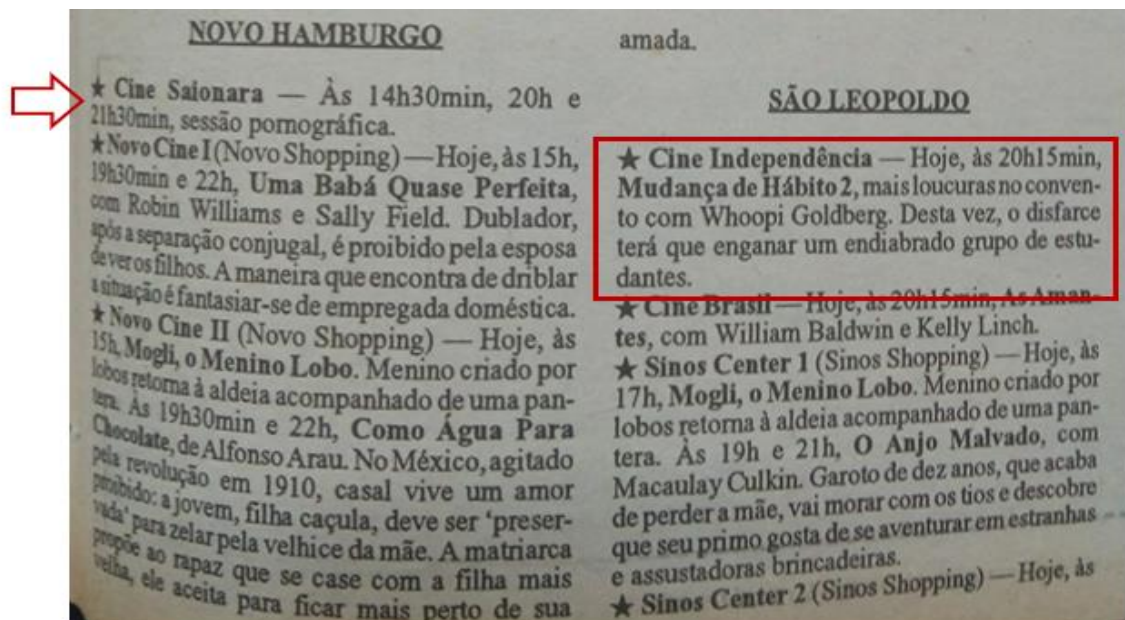 NOVO HAMBURGO
★ Cine Saionara — Às 14h30min, 20h e
21h30min, sessão pornográfica.
★Novo Cine I (Novo Shopping) — Hoje, às 15h,
19h30min e 22h, Uma Babá Quase Perfeita,
com Robin Williams e Sally Field. Dublador,
após a separação conjugal, é proibido pela esposa
de ver os filhos. A maneira que encontra de driblar
a situação é fantasiar-se de empregada doméstica.
★ Novo Cine II (Novo Shopping) — Hoje, às
15h, Mogli, o Menino Lobo. Menino criado por
lobos retorna à aldeia acompanhado de uma pan-
tera. Às 19h30min e 22h, Como Água Para
Chocolate, de Alfonso Arau. No México, agitado
pela revolução em 1910, casal vive um amor
proibido: a jovem, filha caçula, deve ser 'preser-
vada' para zelar pela velhice da mãe. A matriarca
propõe ao rapaz que se case com a filha mais
velha, ele aceita para ficar mais perto de sua
amada.
SÃO LEOPOLDO
★ Cine Independência — Hoje, às 20h15min,
Mudança de Hábito 2, mais loucuras no conven-
to com Whoopi Goldberg. Desta vez, o disfarce
terá que enganar um endiabrado grupo de estu-
dantes.
★ Cine Brasil — Hoje, às 20h15min, As Aman-
tes, com William Baldwin e Kelly Linch.
★ Sinos Center 1 (Sinos Shopping) — Hoje, às
17h, Mogli, o Menino Lobo. Menino criado por
lobos retorna à aldeia acompanhado de uma pan-
tera. Às 19h e 21h, O Anjo Malvado, com
Macaulay Culkin. Garoto de dez anos, que acaba
de perder a mãe, vai morar com os tios e descobre
que seu primo gosta de se aventurar em estranhas
e assustadoras brincadeiras.
★ Sinos Center 2 (Sinos Shopping) — Hoje, às